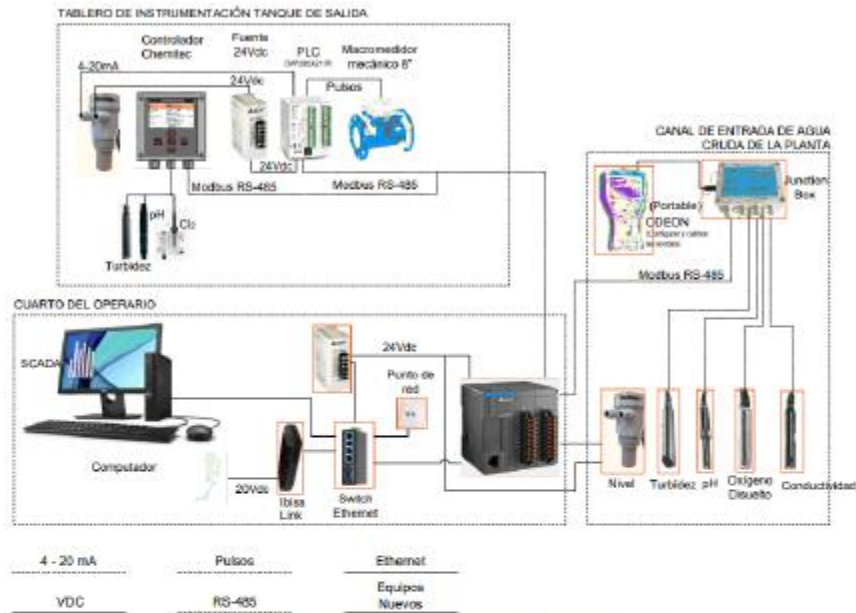 TABLERO DE INSTRUMENTACIÓN TANQUE DE SALIDA
Controlador
Chemitec
Fuente
24Vdc
PLC
Macromedidor
mecánico 8"
4-20mA
24Vdc
Pulsos
24Vdc
Modbus RS-485
Modbus RS-485
pH
Cl2
Turbidez
CANAL DE ENTRADA DE AGUA
CRUDA DE LA PLANTA
Junction
Box
(Portable)
ODEON
Modbus RS-485
Nivel
Turbidez
pH
Oxígeno
Disuelto
Conductividad
CUARTO DEL OPERARIO
SCADA
24Vdc
Punto de
red
Computador
20Vdc
Ibisa
Link
Switch
Ethernet
4 - 20 mA
Pulsos
Ethernet
VDC
RS-485
Equipos
Nuevos